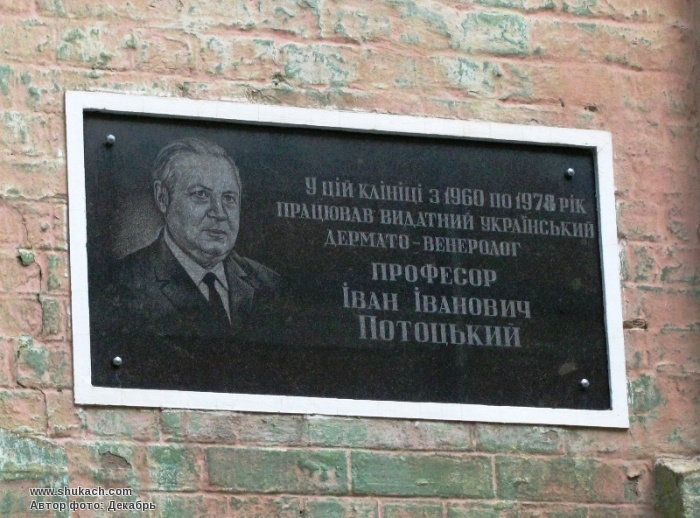 У цій клініці з 1960 по 1978 рік
працював видатний український
дермато-венеролог
професор
Іван Іванович
Потоцький
www.shukach.com
Автор фото: Декабрь